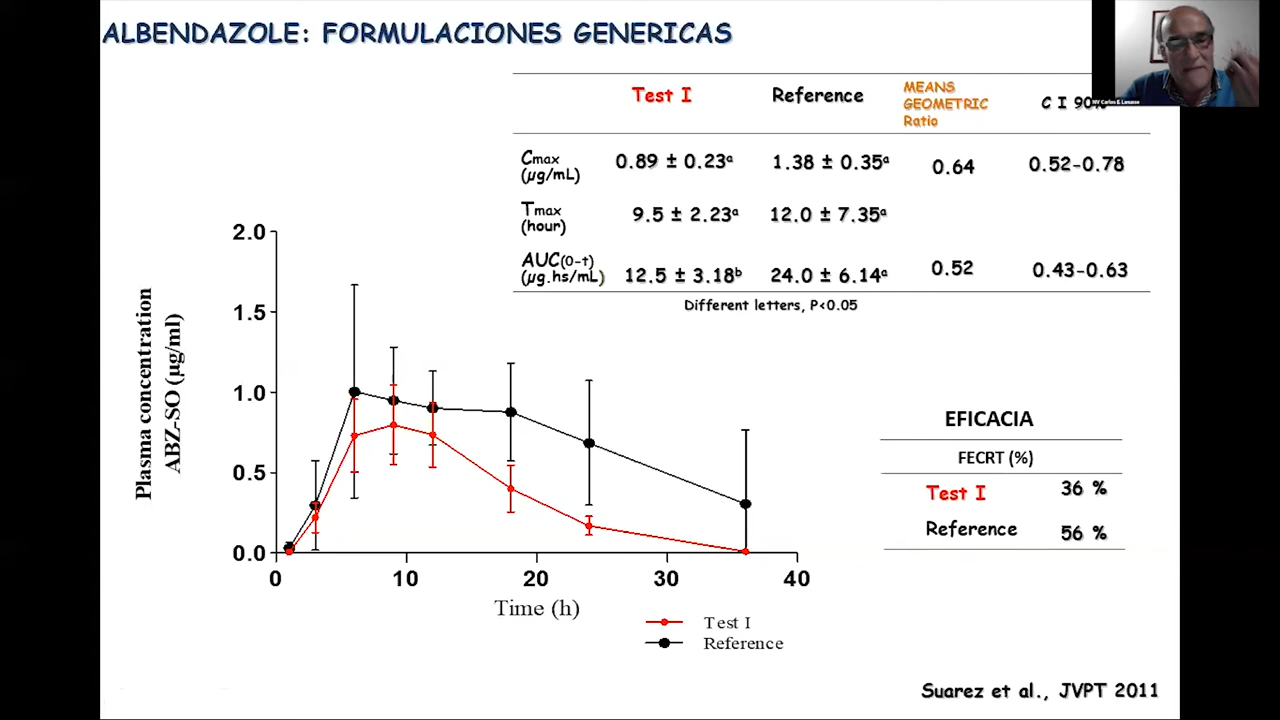 ALBENDAZOLE: FORMULACIONES GENERICAS
Test I Reference MEANS GEOMETRIC Ratio C I 90%
Cmax (µg/mL) 0.89 ± 0.23a 1.38 ± 0.35a 0.64 0.52-0.78
Tmax (hour) 9.5 ± 2.23a 12.0 ± 7.35a
AUC(0-t) (µg.hs/mL) 12.5 ± 3.18b 24.0 ± 6.14a 0.52 0.43-0.63
Different letters, P<0.05
Plasma concentration
ABZ-SO (µg/ml)
2.0
1.5
1.0
0.5
0.0
0 10 20 30 40
Time (h)
Test I
Reference
EFICACIA
FECRT (%)
Test I 36 %
Reference 56 %
Suarez et al., JVPT 2011